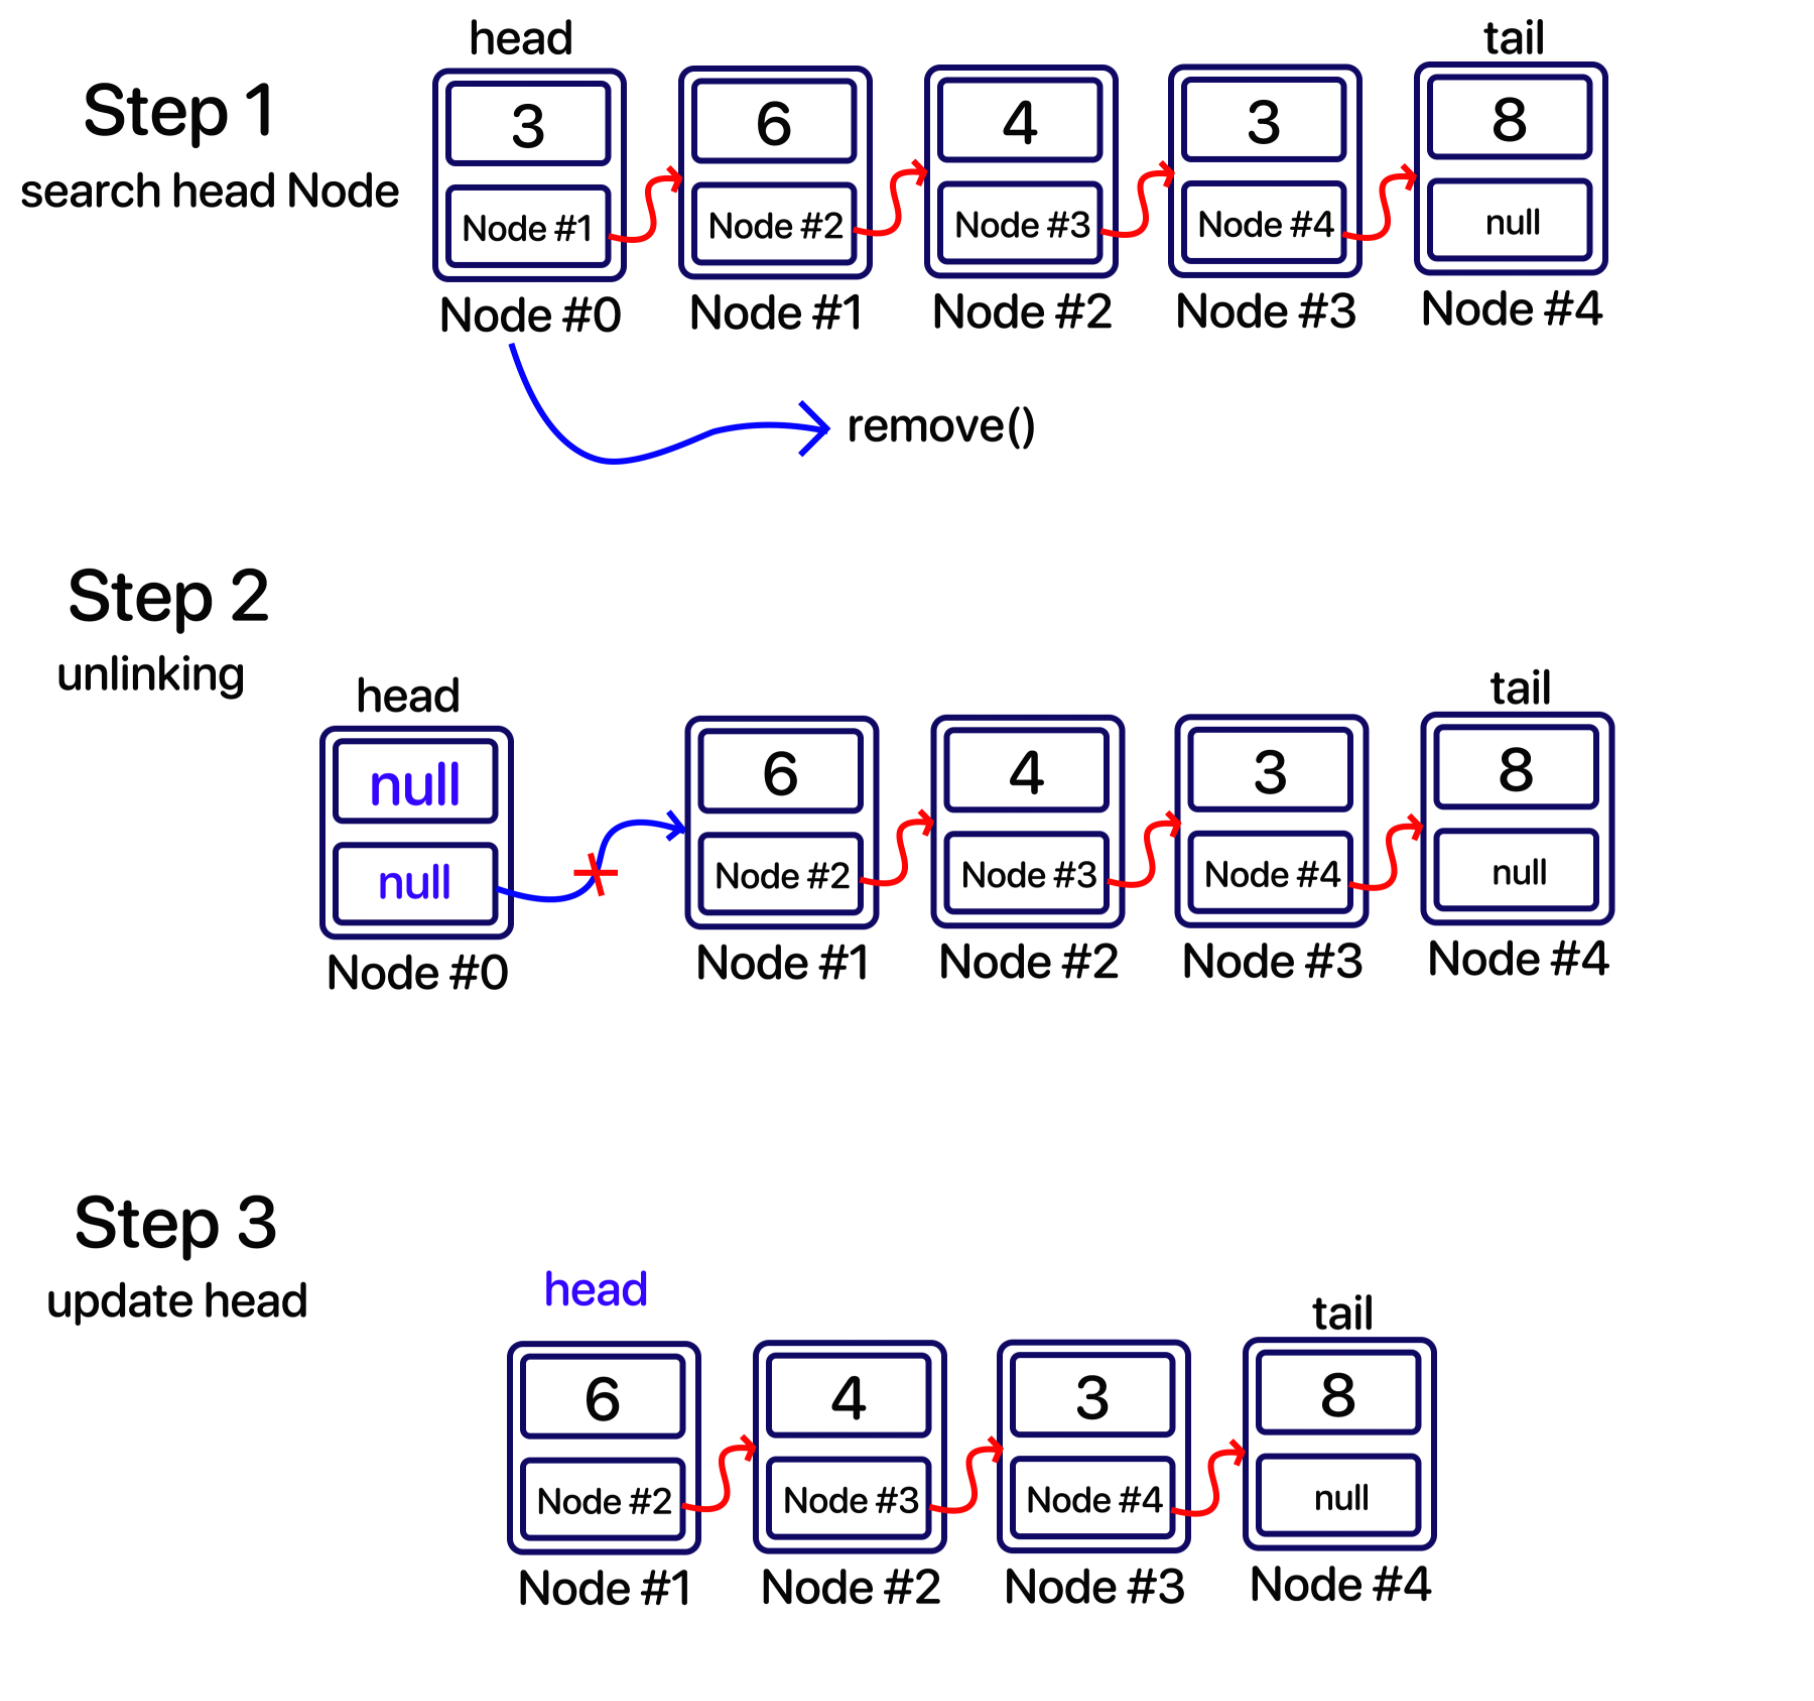 Step 1
search head Node
head
tail
3
6
4
3
8
Node #1
Node #2
Node #3
Node #4
null
Node #0
Node #1
Node #2
Node #3
Node #4
remove()
Step 2
unlinking
head
tail
null
6
4
3
8
null
Node #2
Node #3
Node #4
null
Node #0
Node #1
Node #2
Node #3
Node #4
Step 3
update head
head
tail
6
4
3
8
Node #2
Node #3
Node #4
null
Node #1
Node #2
Node #3
Node #4